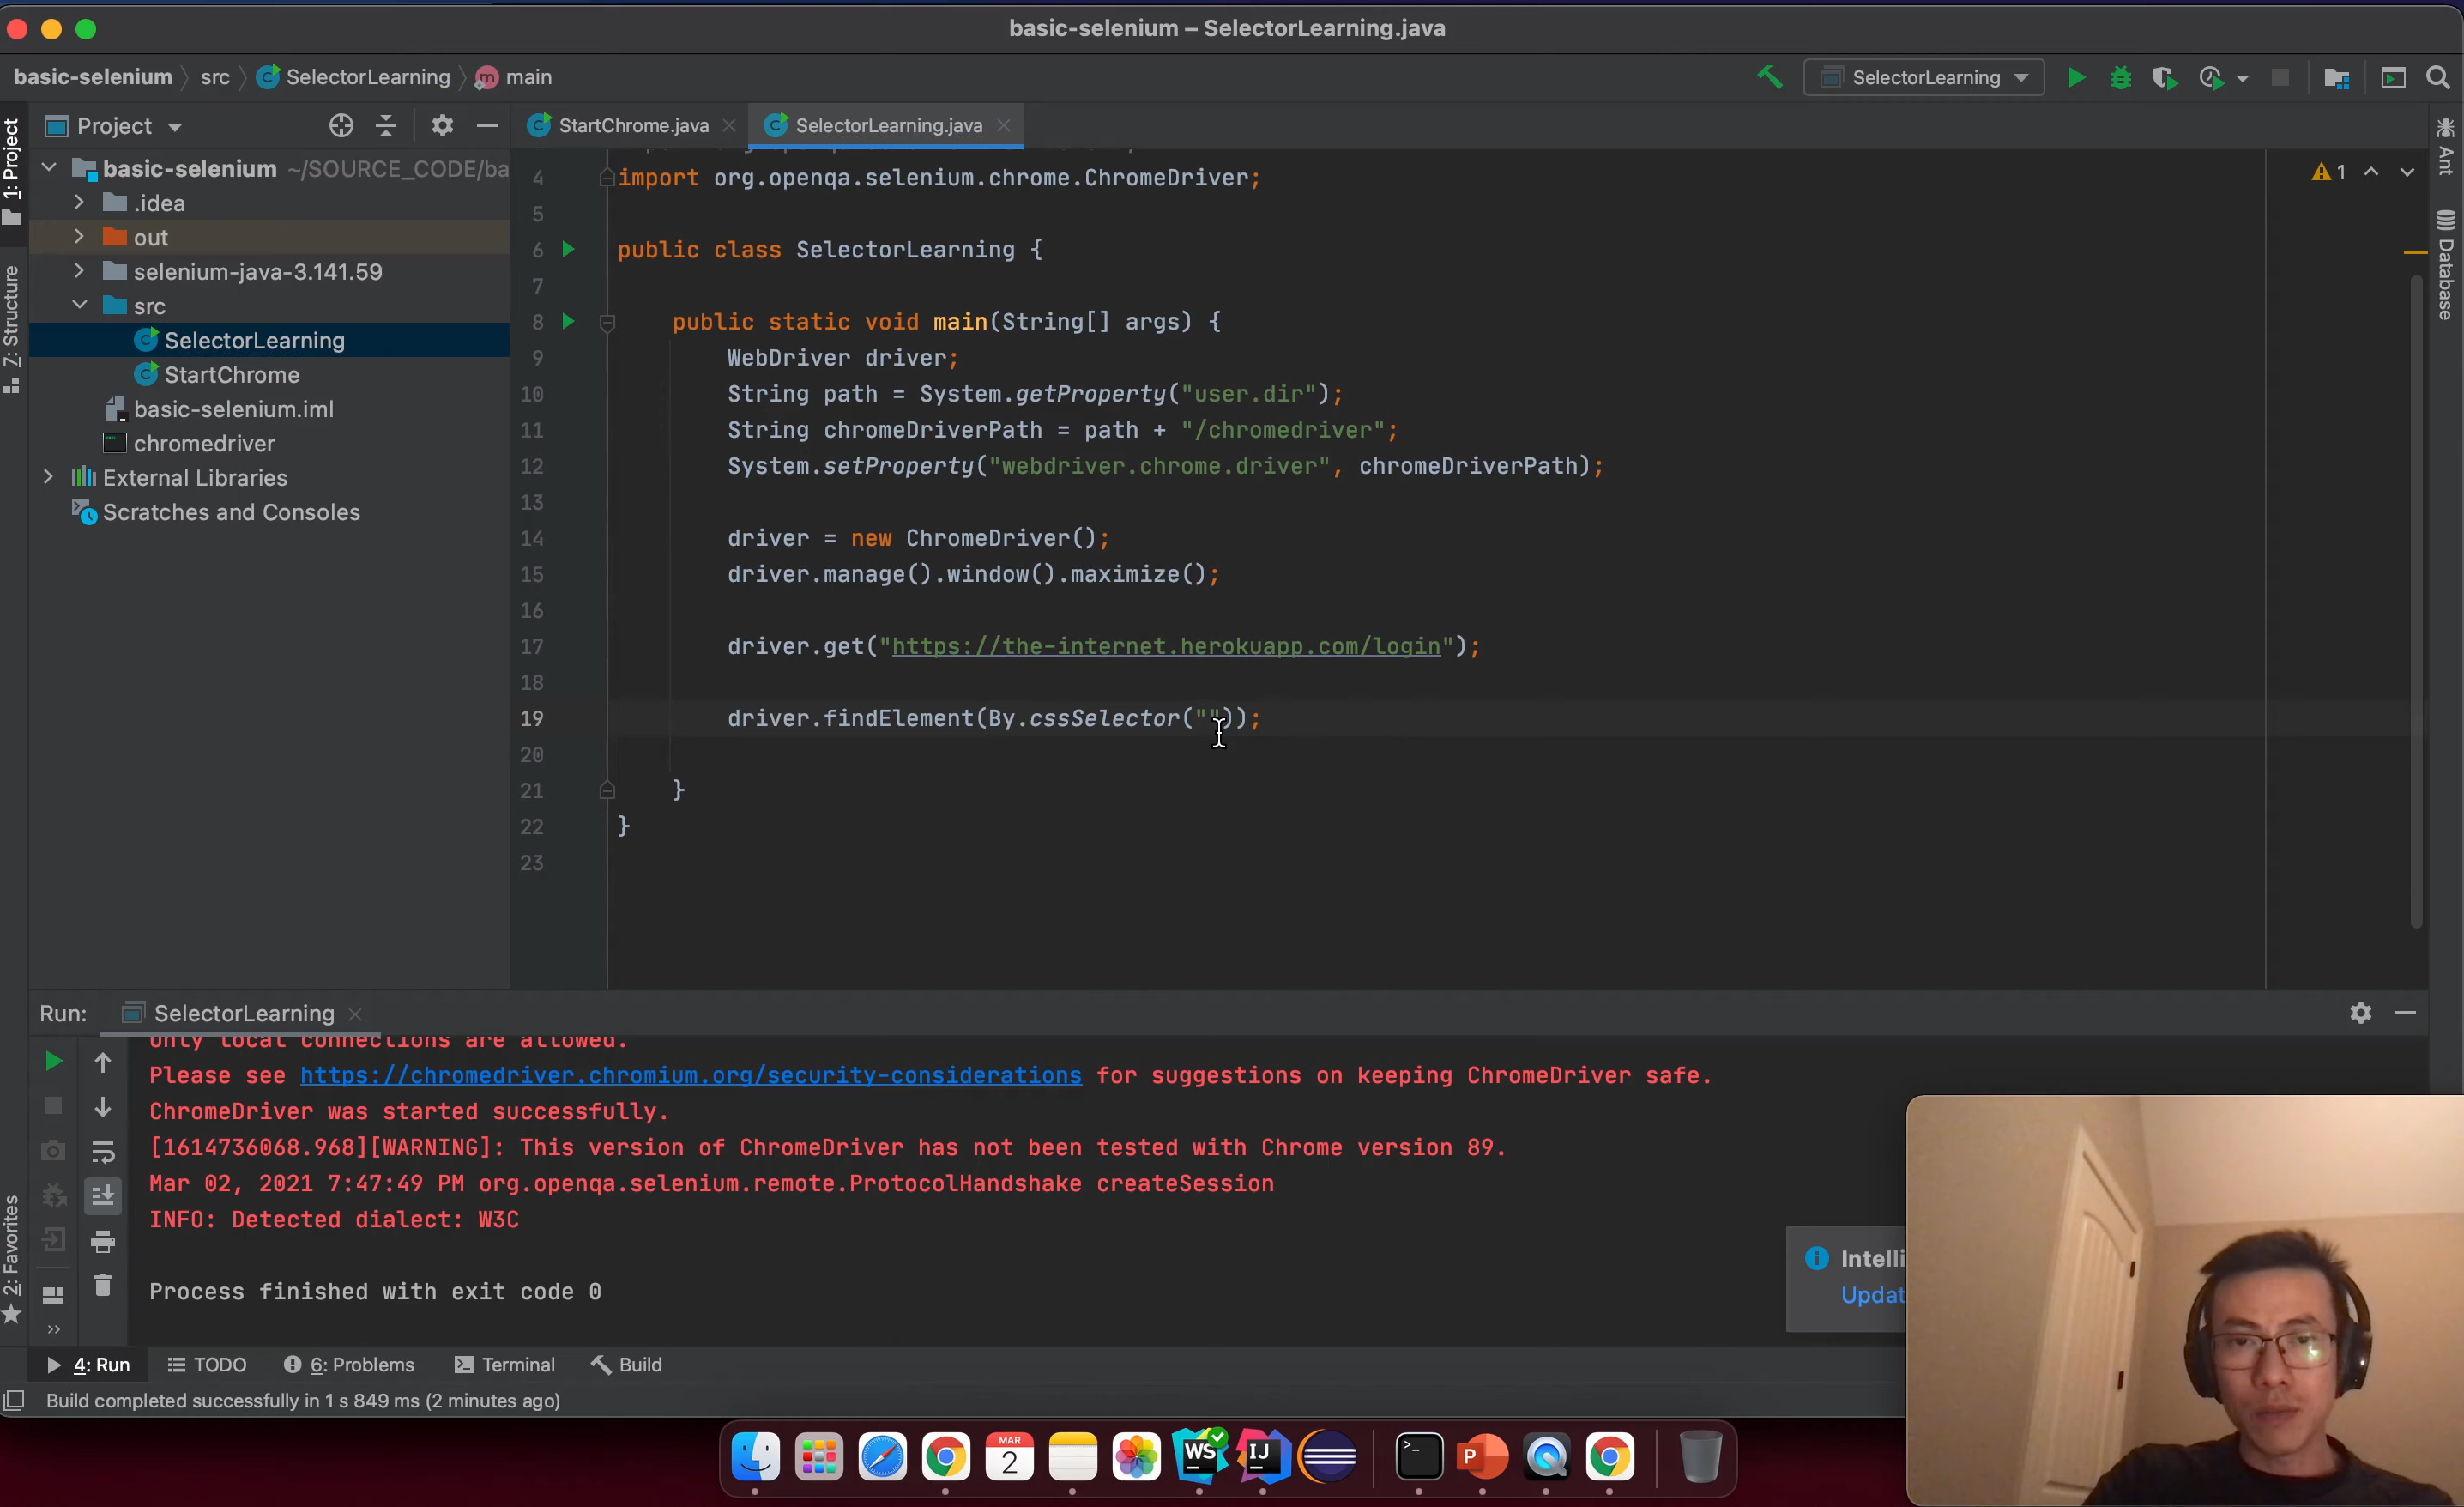 basic-selenium – SelectorLearning.java
basic-selenium src SelectorLearning main
SelectorLearning
1: Project
Project
StartChrome.java
SelectorLearning.java
Ant
basic-selenium ~/SOURCE_CODE/ba
.idea
out
selenium-java-3.141.59
src
SelectorLearning
StartChrome
basic-selenium.iml
chromedriver
External Libraries
Scratches and Consoles
Z: Structure
Database
1
4 import org.openqa.selenium.chrome.ChromeDriver;
5
6 public class SelectorLearning {
7
8 public static void main(String[] args) {
9 WebDriver driver;
10 String path = System.getProperty("user.dir");
11 String chromeDriverPath = path + "/chromedriver";
12 System.setProperty("webdriver.chrome.driver", chromeDriverPath);
13
14 driver = new ChromeDriver();
15 driver.manage().window().maximize();
16
17 driver.get("https://the-internet.herokuapp.com/login");
18
19 driver.findElement(By.cssSelector(""));
20
21 }
22 }
23
Run: SelectorLearning
Only local connections are allowed.
Please see https://chromedriver.chromium.org/security-considerations for suggestions on keeping ChromeDriver safe.
ChromeDriver was started successfully.
[1614736068.968][WARNING]: This version of ChromeDriver has not been tested with Chrome version 89.
Mar 02, 2021 7:47:49 PM org.openqa.selenium.remote.ProtocolHandshake createSession
INFO: Detected dialect: W3C
Process finished with exit code 0
Intelli
Updat
2: Favorites
4: Run TODO 6: Problems Terminal Build
Build completed successfully in 1 s 849 ms (2 minutes ago)
MAR
2
WS
IJ
P